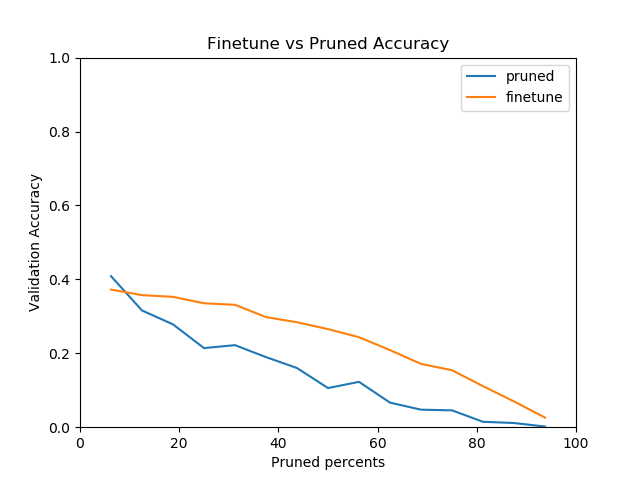 Finetune vs Pruned Accuracy
pruned
finetune
Validation Accuracy
1.0
0.8
0.6
0.4
0.2
0.0
0 20 40 60 80 100
Pruned percents